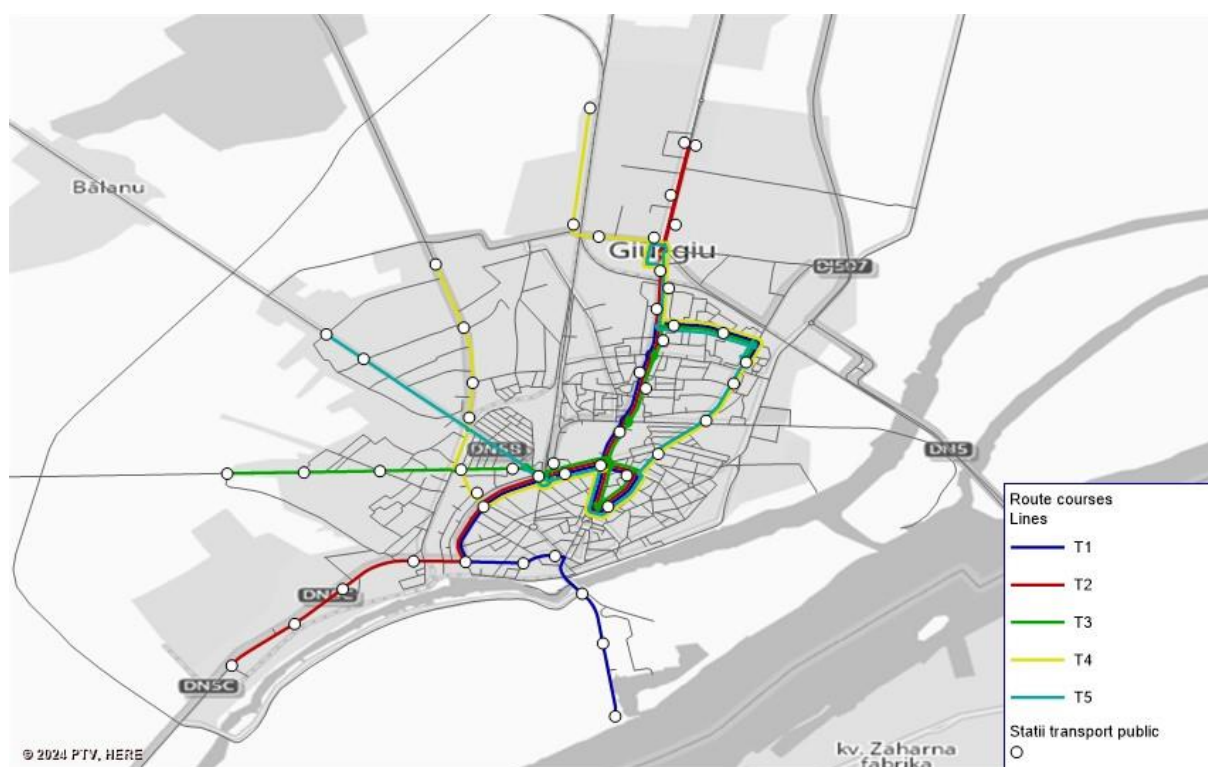 Bălanu
Giurgiu
DJ507
DN5B
DN5
DN5C
DN5C
Route courses
Lines
T1
T2
T3
T4
T5
Statii transport public
© 2024 PTV, HERE
kv. Zaharna
fabrika